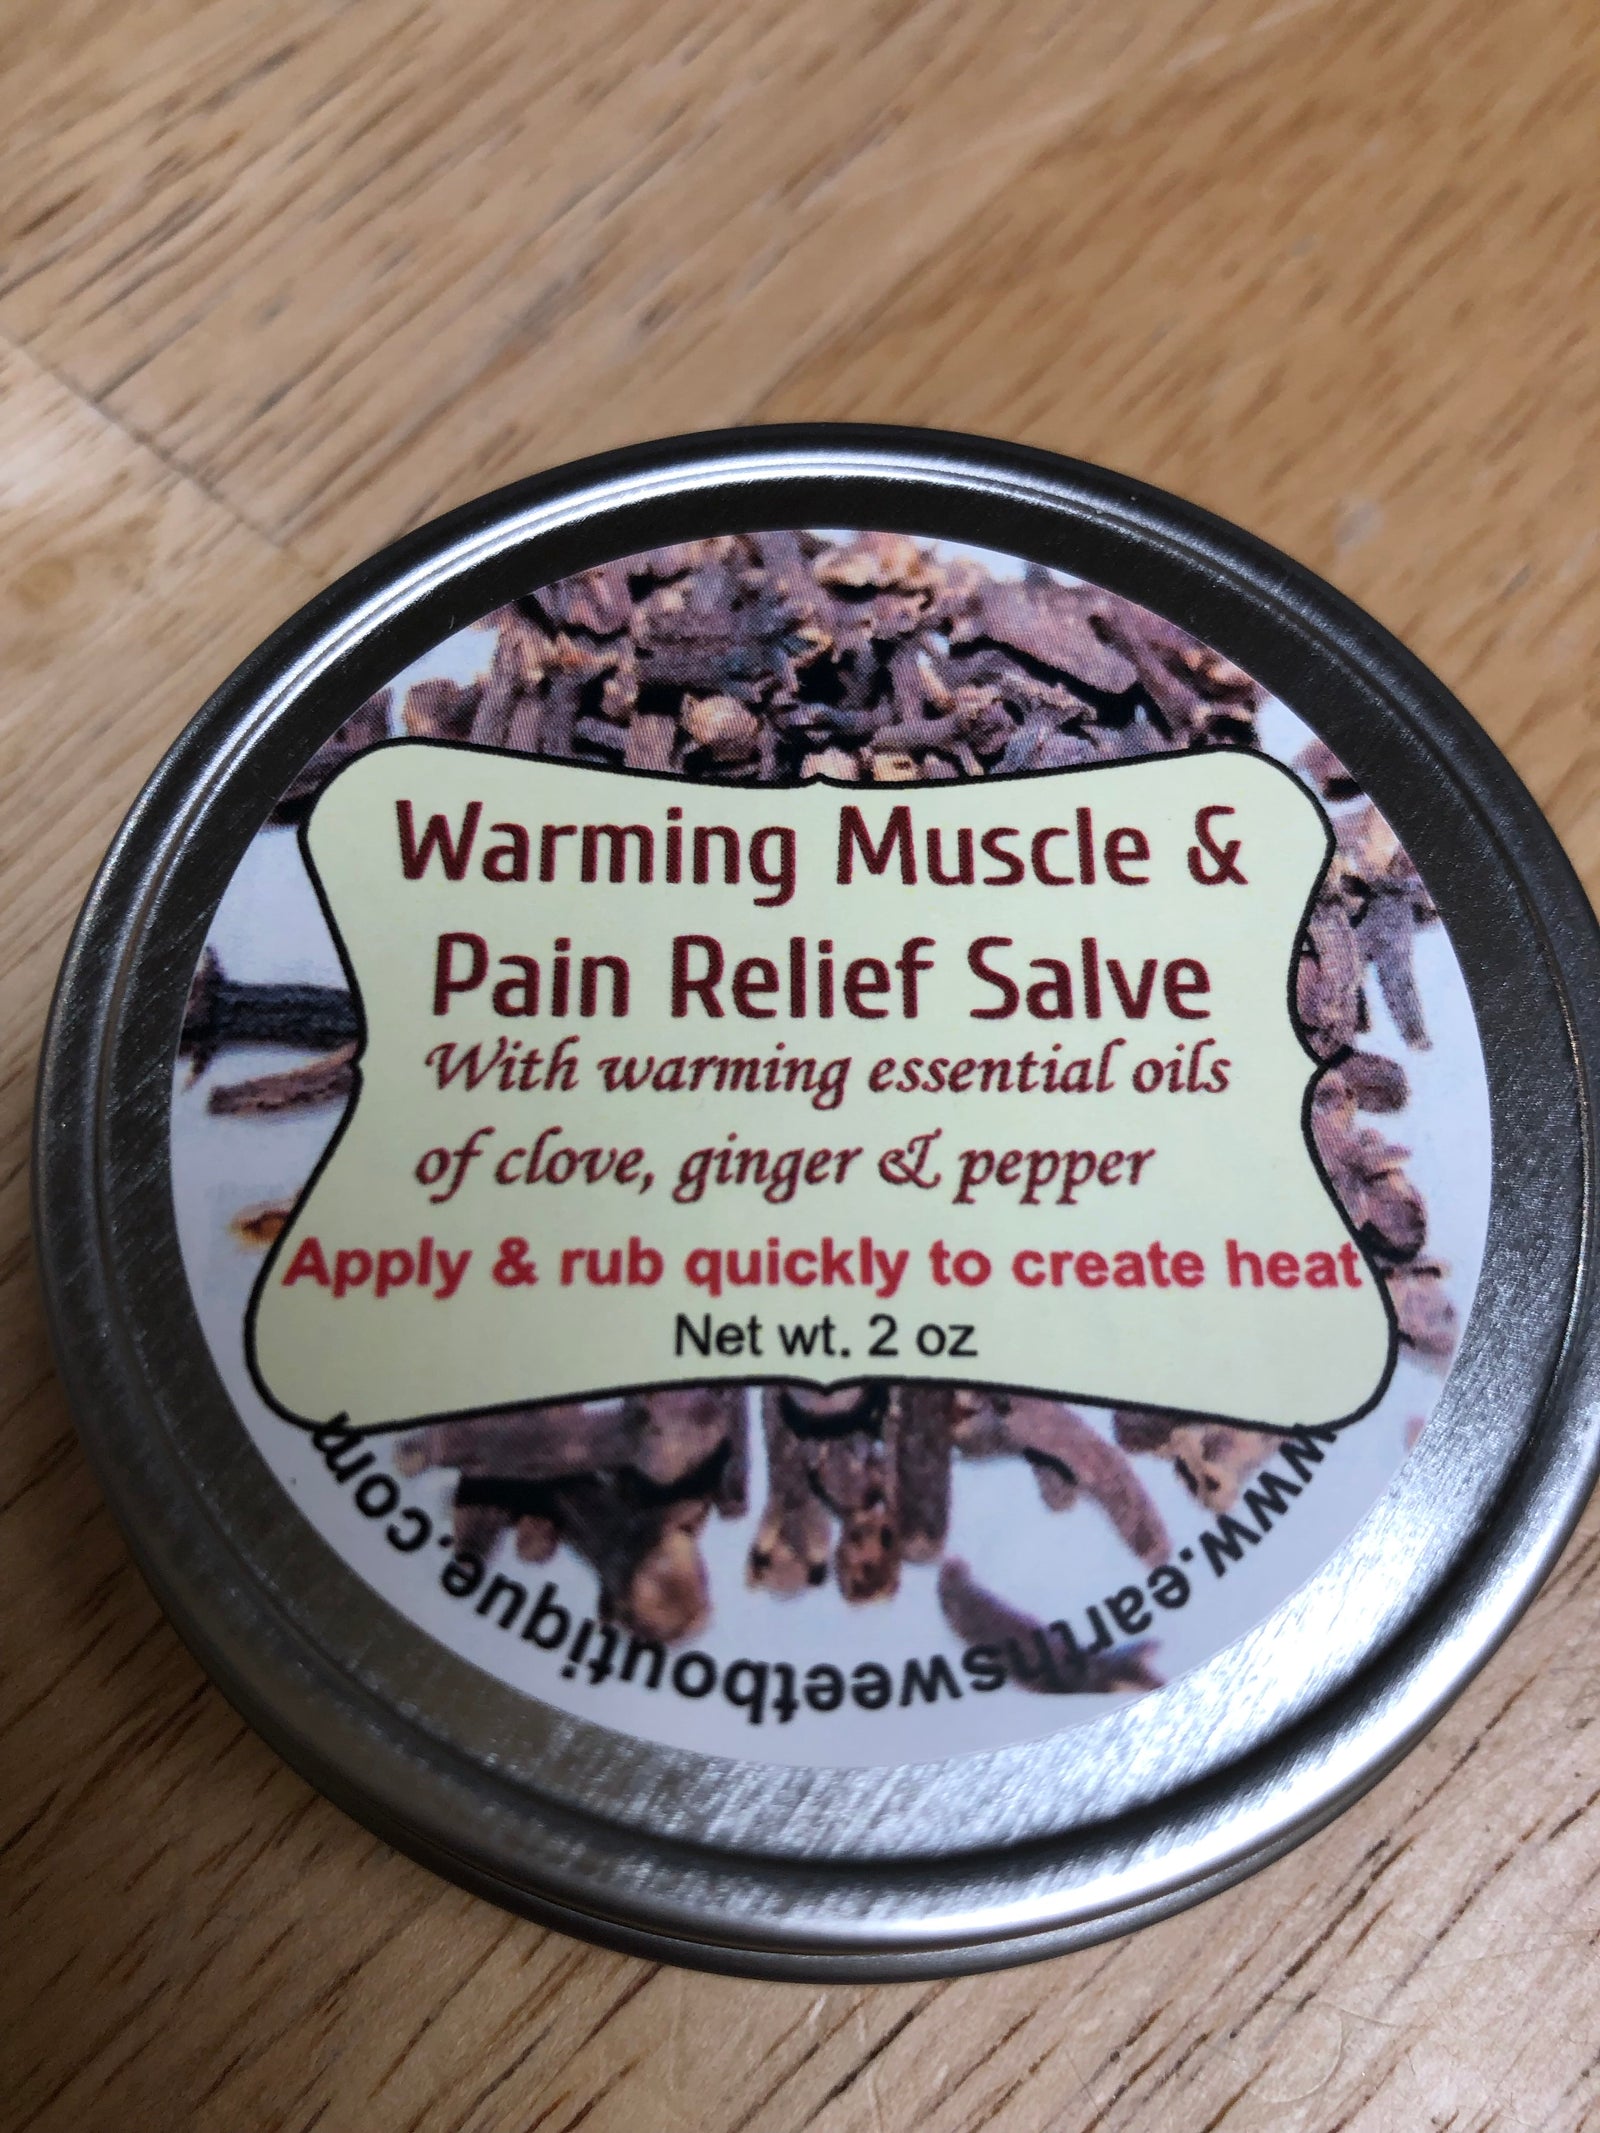 Warming Muscle &
Pain Relief Salve
With warming essential oils
of clove, ginger & pepper
Apply & rub quickly to create heat
Net wt. 2 oz
www.earthsweetboutique.com